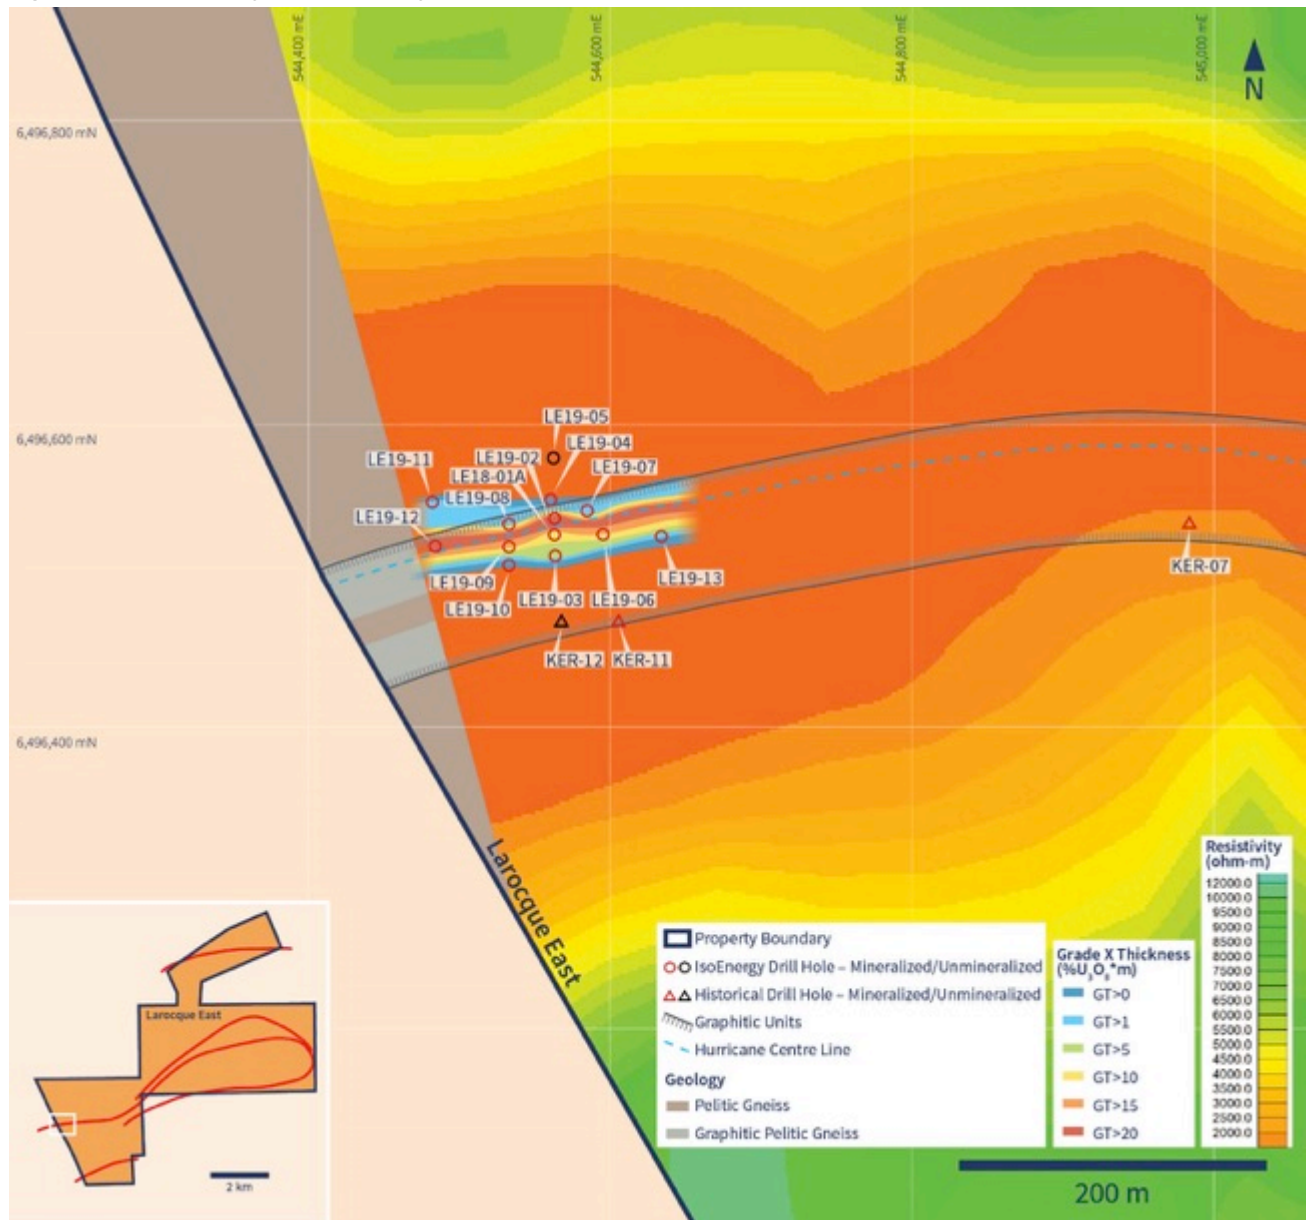 544,400 mE
544,600 mE
544,800 mE
545,000 mE
N
6,496,800 mN
6,496,600 mN
6,496,400 mN
LE19-05
LE19-04
LE19-02
LE19-11
LE19-07
LE18-01A
LE19-08
LE19-12
LE19-09
LE19-13
LE19-10
LE19-03
LE19-06
KER-07
KER-12
KER-11
Larocque East
Resistivity
(ohm-m)
12000.0
10000.0
9500.0
9000.0
8500.0
8000.0
7500.0
7000.0
6500.0
6000.0
5500.0
5000.0
4500.0
4000.0
3500.0
3000.0
2500.0
2000.0
Property Boundary
IsoEnergy Drill Hole – Mineralized/Unmineralized
Historical Drill Hole – Mineralized/Unmineralized
Graphitic Units
Hurricane Centre Line
Geology
Pelitic Gneiss
Graphitic Pelitic Gneiss
Grade X Thickness
(%U3O8*m)
GT>0
GT>1
GT>5
GT>10
GT>15
GT>20
200 m
Larocque East
2 km